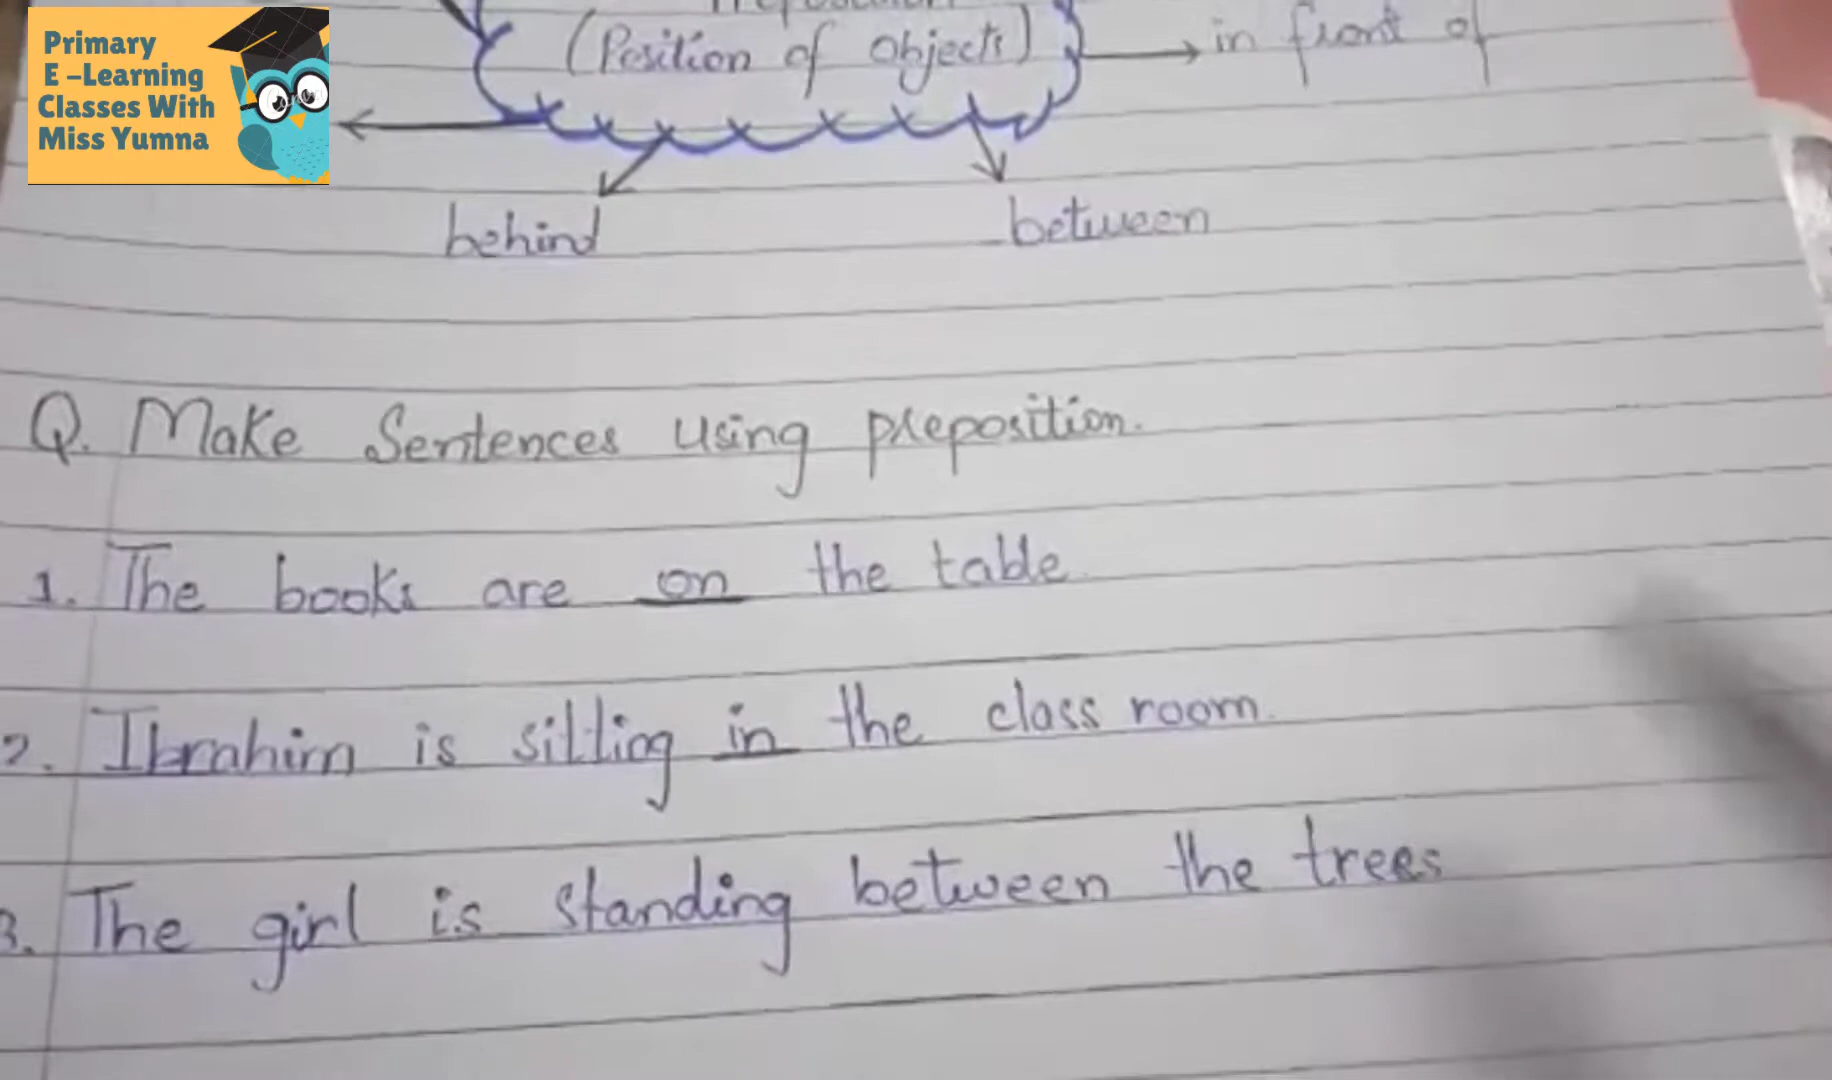 Primary
E-Learning
Classes With
Miss Yumna
Preposition
(Position of objects)
in front of
behind
between
Q. Make Sentences using preposition.
1. The books are on the table.
2. Ibrahim is sitting in the class room.
3. The girl is standing between the trees